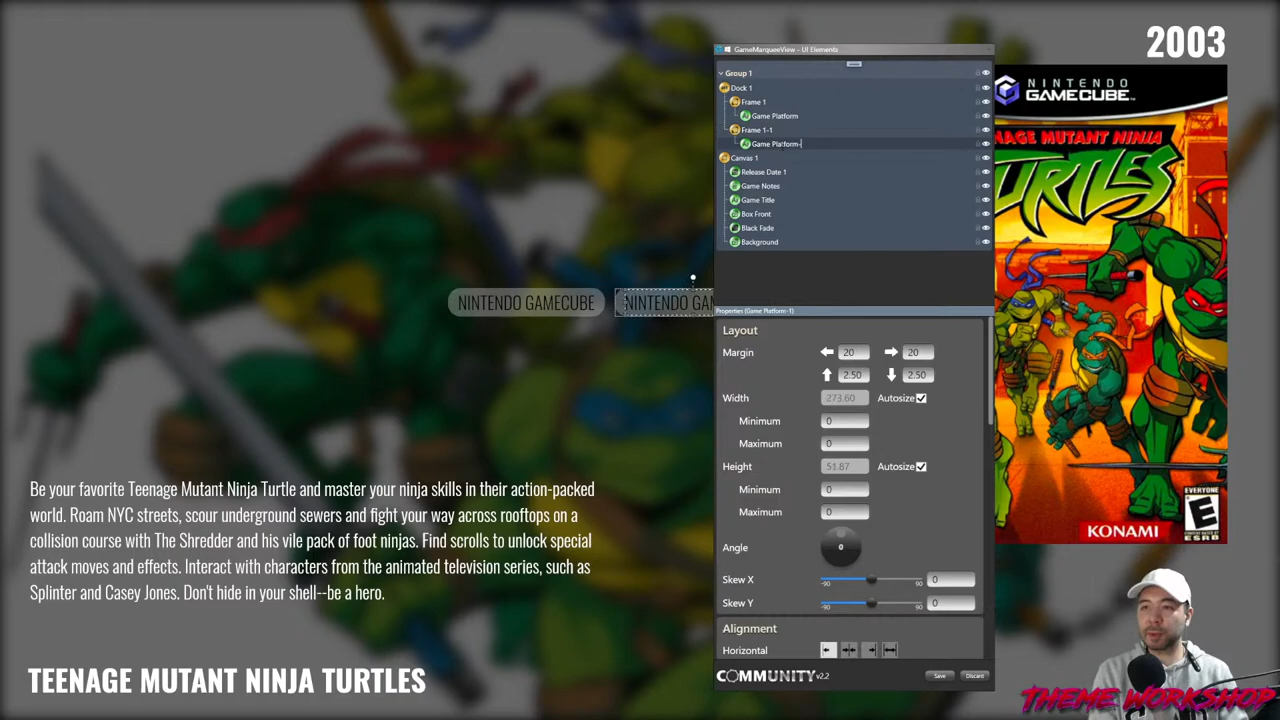 2003
GameMarqueeView - UI Elements
Group 1
Dock 1
Frame 1
Game Platform
Frame 1-1
Game Platform-
Canvas 1
Release Date 1
Game Notes
Game Title
Box Front
Black Fade
Background
NINTENDO
GAMECUBE
NAGE MUTANT NINJA
TURTLES
NINTENDO GAMECUBE
NINTENDO GAM
Properties (Game Platform-1)
Layout
Margin 20 20
2.50 2.50
Width 273.60 Autosize
Minimum 0
Maximum 0
Height 51.87 Autosize
Minimum 0
Maximum 0
Angle 0
Skew X -90 90 0
Skew Y -90 90 0
Alignment
Horizontal
COMMUNITY v2.2 Save Discard
EVERYONE
E
ESRB
KONAMI
Be your favorite Teenage Mutant Ninja Turtle and master your ninja skills in their action-packed
world. Roam NYC streets, scour underground sewers and fight your way across rooftops on a
collision course with The Shredder and his vile pack of foot ninjas. Find scrolls to unlock special
attack moves and effects. Interact with characters from the animated television series, such as
Splinter and Casey Jones. Don't hide in your shell--be a hero.
TEENAGE MUTANT NINJA TURTLES
THEME WORKSHOP